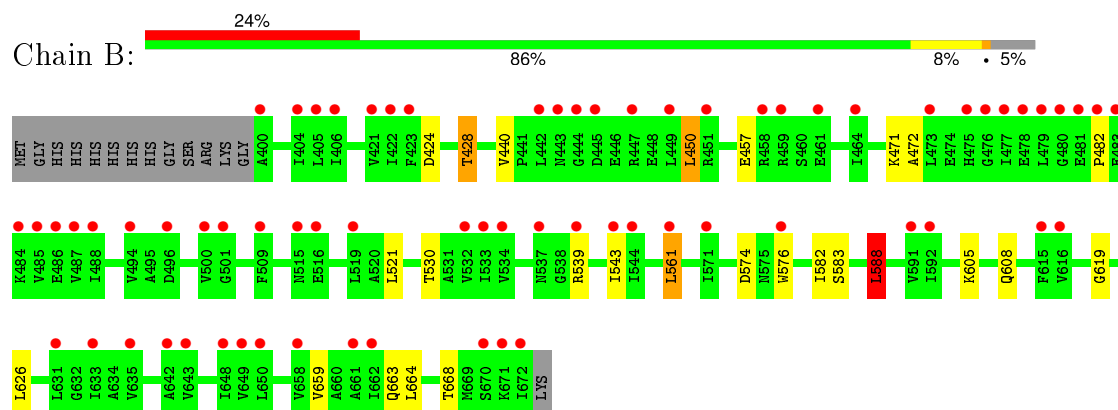 24%
Chain B:
86% 8% • 5%
MET GLY HIS HIS HIS HIS HIS HIS GLY SER ARG LYS GLY A400 I404 L405 I406 V421 I422 F423 D424 T428 V440 P441 L442 N443 G444 D445 E446 R447 E448 L449 L450 R451 E457 R458 R459 S460 E461 I464 K471 A472 L473 E474 H475 G476 I477 E478 L479 G480 E481 P482 E483
K484 V485 E486 V487 I488 V494 A495 D496 V500 G501 F509 N515 E516 L519 A520 L521 T530 A531 V532 I533 V534 N537 G538 R539 I543 I544 L561 I571 D574 N575 W576 I582 S583 L588 V591 I592 K605 Q608 F615 V616 G619
L626 L631 G632 I633 A634 V635 A642 V643 I648 V649 L650 V658 V659 A660 A661 I662 Q663 L664 T668 M669 S670 K671 I672 LYS